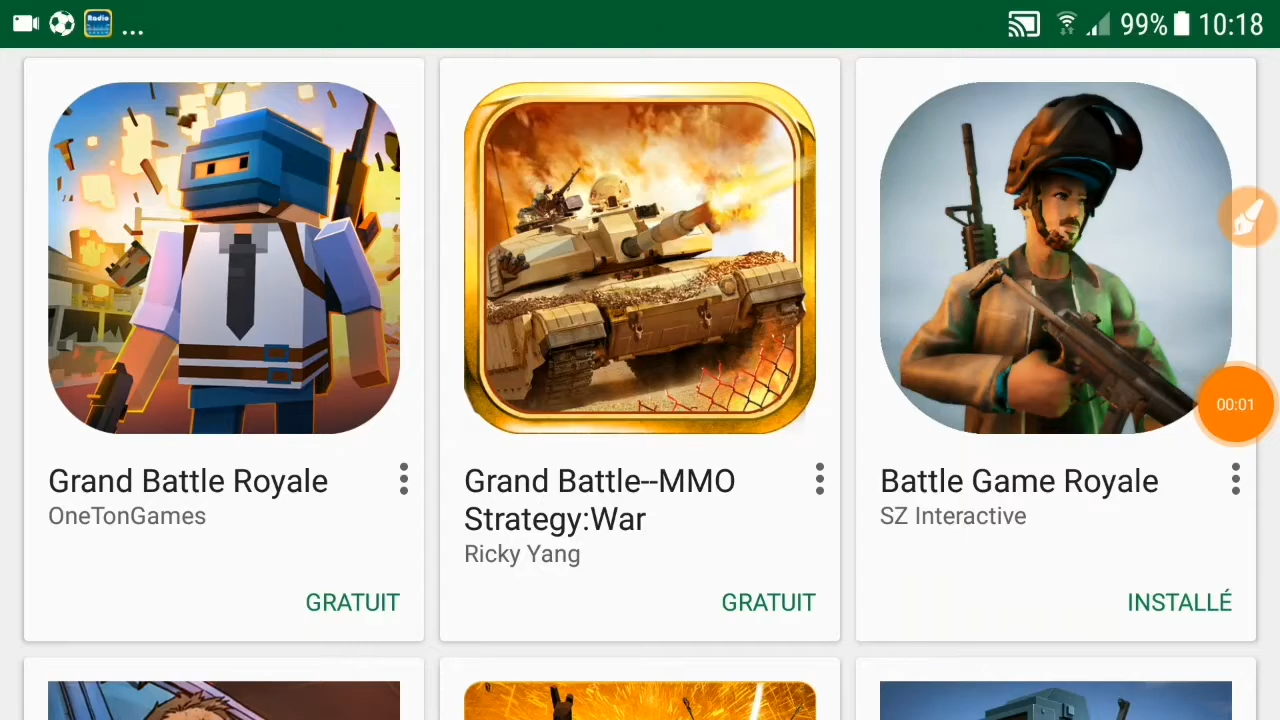 Radio
...
99%
10:18
00:01
Grand Battle Royale
OneTonGames
GRATUIT
Grand Battle--MMO
Strategy:War
Ricky Yang
GRATUIT
Battle Game Royale
SZ Interactive
INSTALLÉ